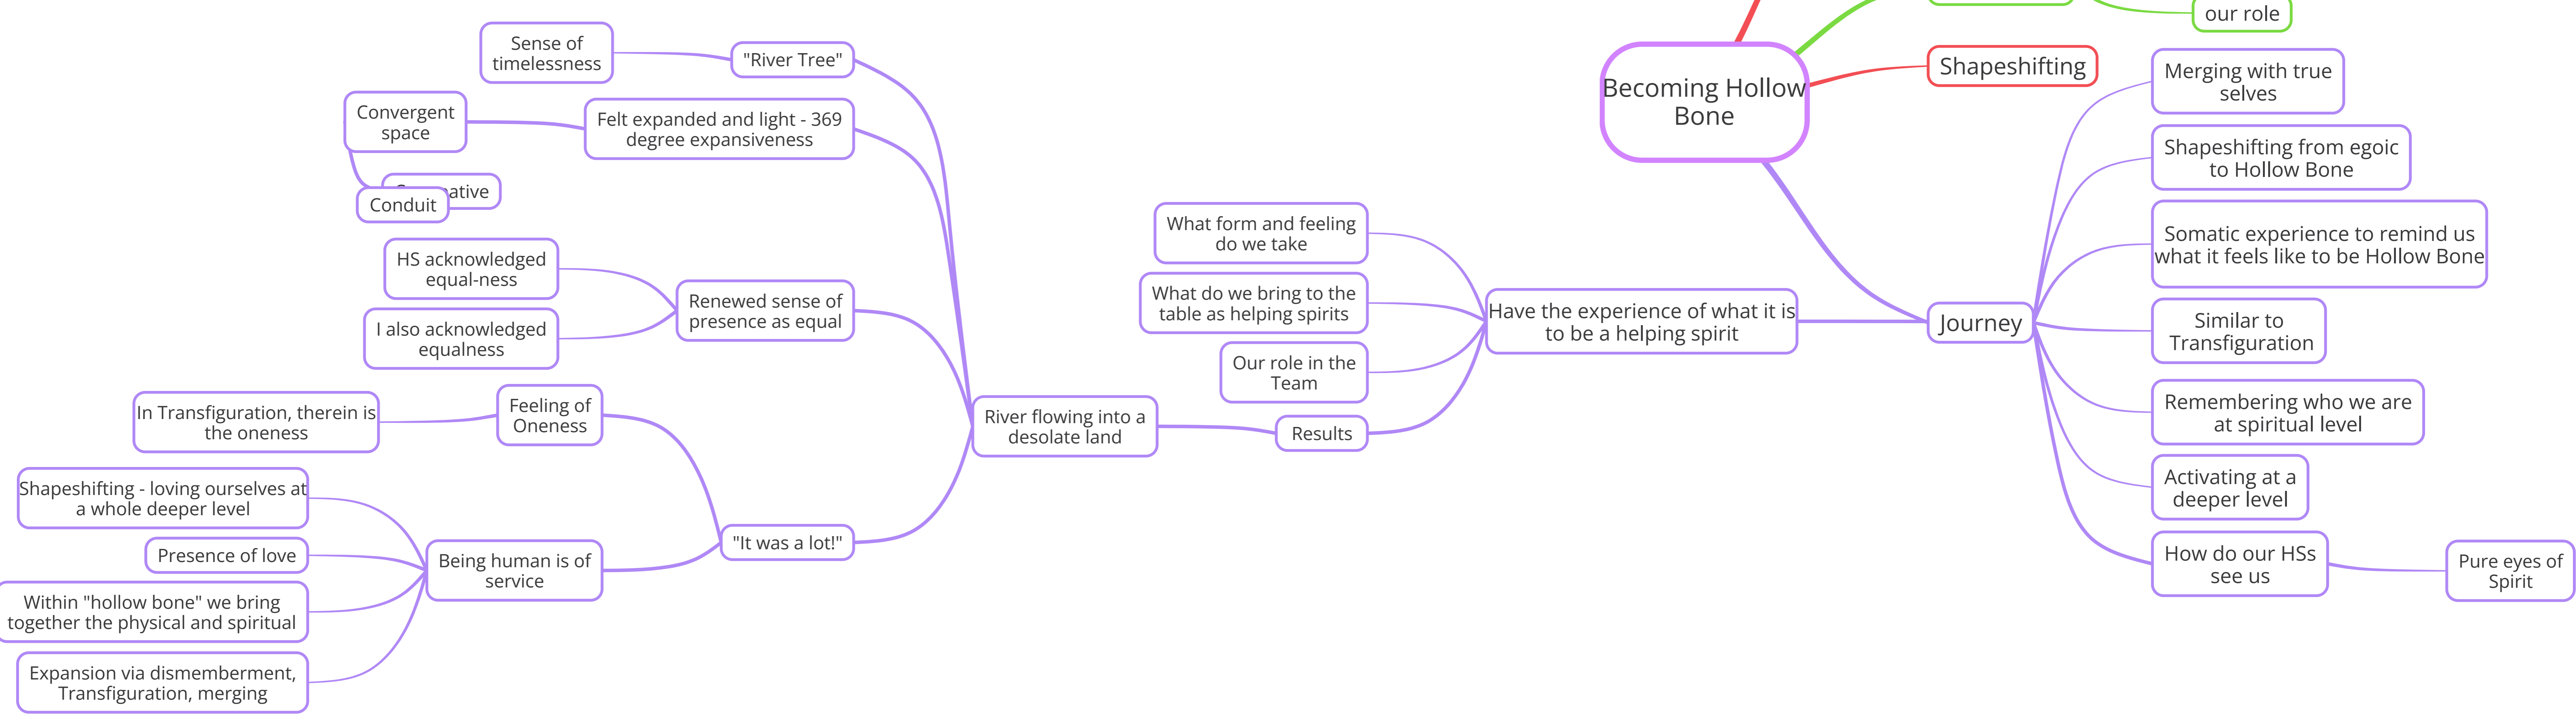 our role
Becoming Hollow
Bone
Shapeshifting
Journey
Merging with true
selves
Shapeshifting from egoic
to Hollow Bone
Somatic experience to remind us
what it feels like to be Hollow Bone
Similar to
Transfiguration
Remembering who we are
at spiritual level
Activating at a
deeper level
How do our HSs
see us
Pure eyes of
Spirit
Have the experience of what it is
to be a helping spirit
What form and feeling
do we take
What do we bring to the
table as helping spirits
Our role in the
Team
Results
River flowing into a
desolate land
"River Tree"
Sense of
timelessness
Felt expanded and light - 369
degree expansiveness
Convergent
space
Conduit
Renewed sense of
presence as equal
HS acknowledged
equal-ness
I also acknowledged
equalness
"It was a lot!"
Feeling of
Oneness
In Transfiguration, therein is
the oneness
Being human is of
service
Shapeshifting - loving ourselves at
a whole deeper level
Presence of love
Within "hollow bone" we bring
together the physical and spiritual
Expansion via dismemberment,
Transfiguration, merging